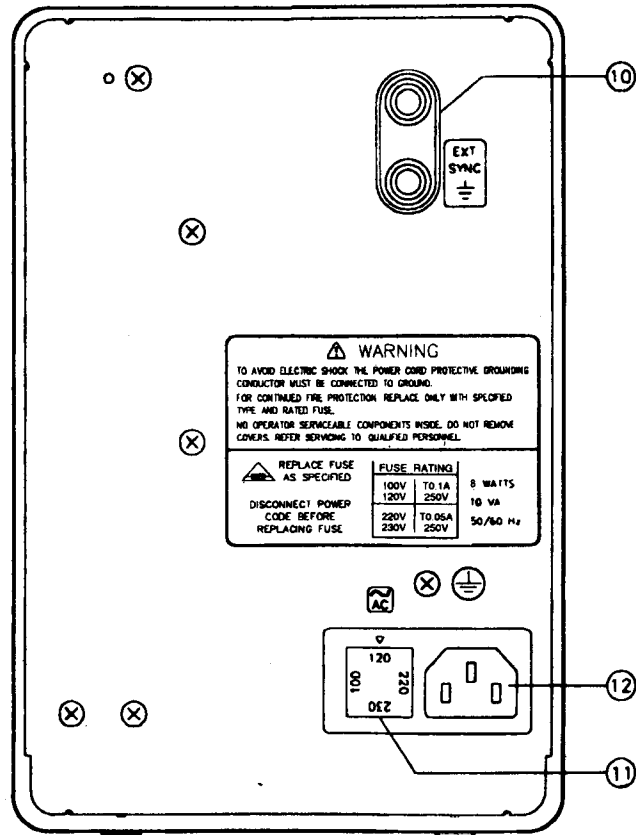 10
EXT
SYNC
⚠ WARNING
TO AVOID ELECTRIC SHOCK THE POWER CORD PROTECTIVE GROUNDING
CONDUCTOR MUST BE CONNECTED TO GROUND.
FOR CONTINUED FIRE PROTECTION REPLACE ONLY WITH SPECIFIED
TYPE AND RATED FUSE.
NO OPERATOR SERVICEABLE COMPONENTS INSIDE. DO NOT REMOVE
COVERS. REFER SERVICING TO QUALIFIED PERSONNEL.
REPLACE FUSE
AS SPECIFIED
DISCONNECT POWER
CODE BEFORE
REPLACING FUSE
FUSE RATING
100V T0.1A
120V 250V
220V T0.05A
230V 250V
8 WATTS
10 VA
50/60 Hz
AC
120
100
220
230
12
11